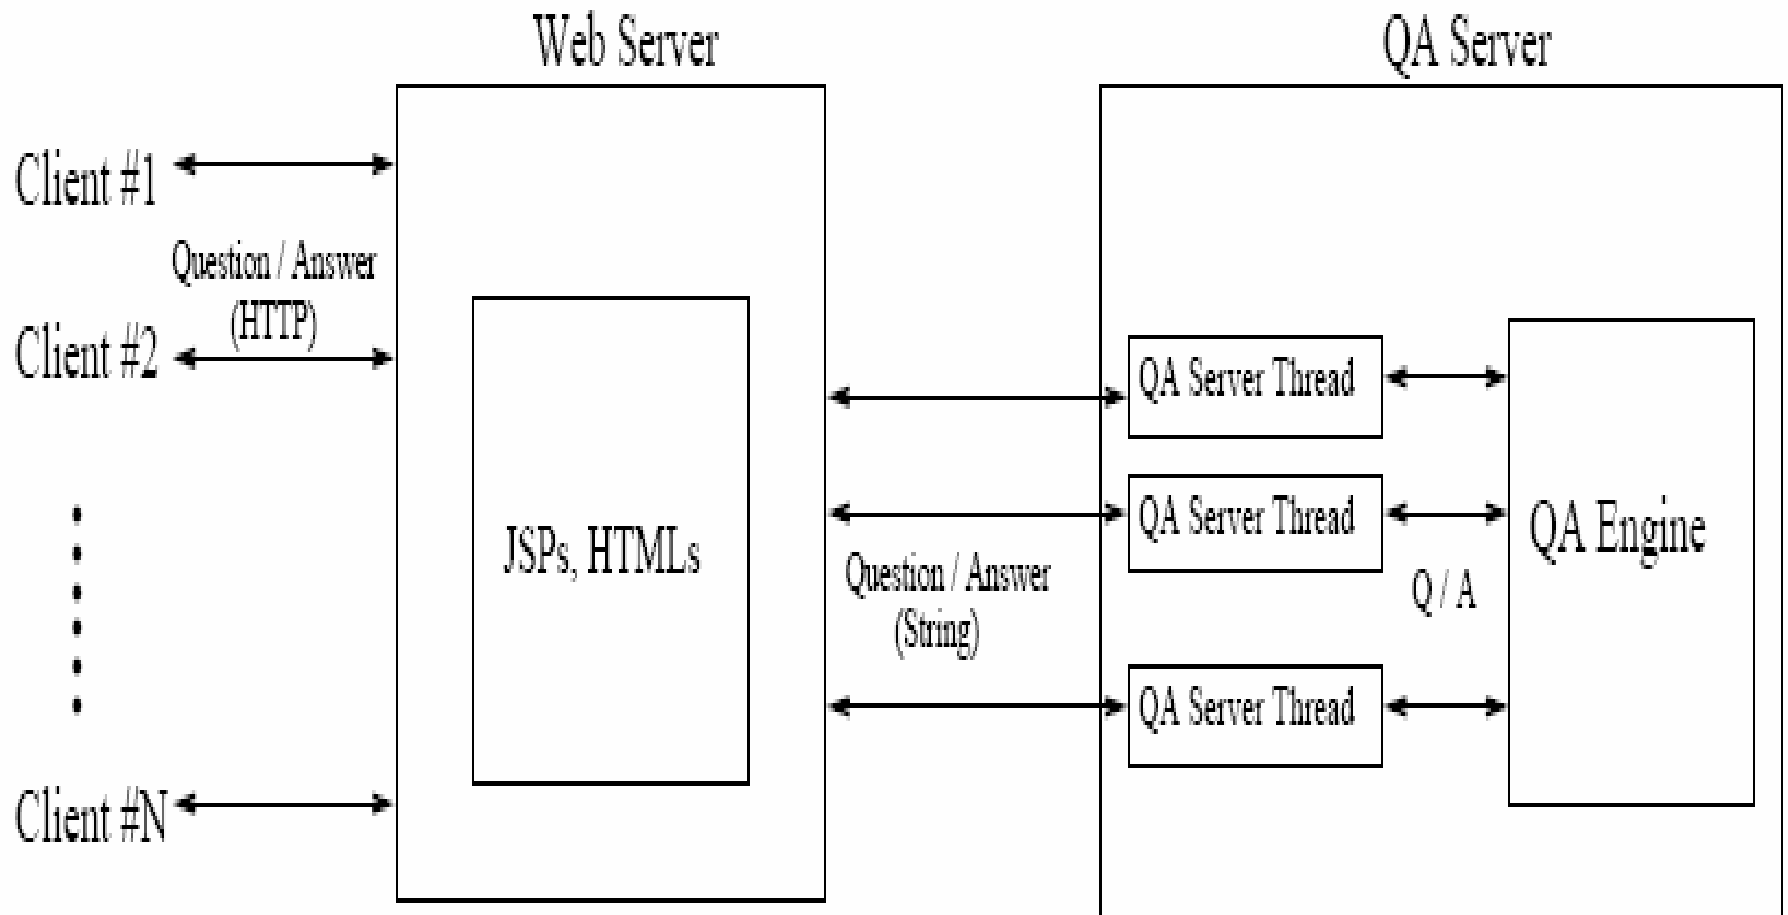 Web Server
QA Server
Client #1
Question / Answer
(HTTP)
Client #2
Client #N
JSPs, HTMLs
Question / Answer
(String)
QA Server Thread
QA Server Thread
QA Server Thread
Q / A
QA Engine